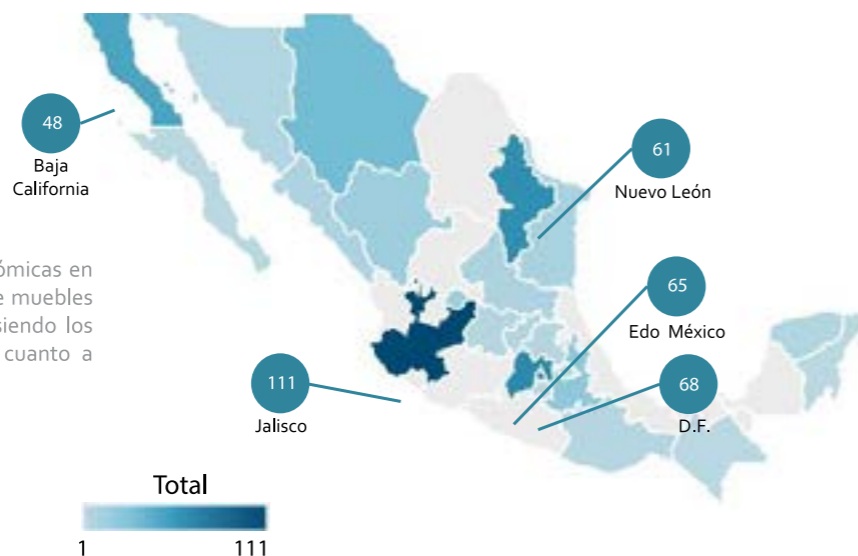 48
Baja
California
61
Nuevo León
ómicas en
e muebles
siendo los
cuanto a
65
Edo México
111
Jalisco
68
D.F.
Total
1
111